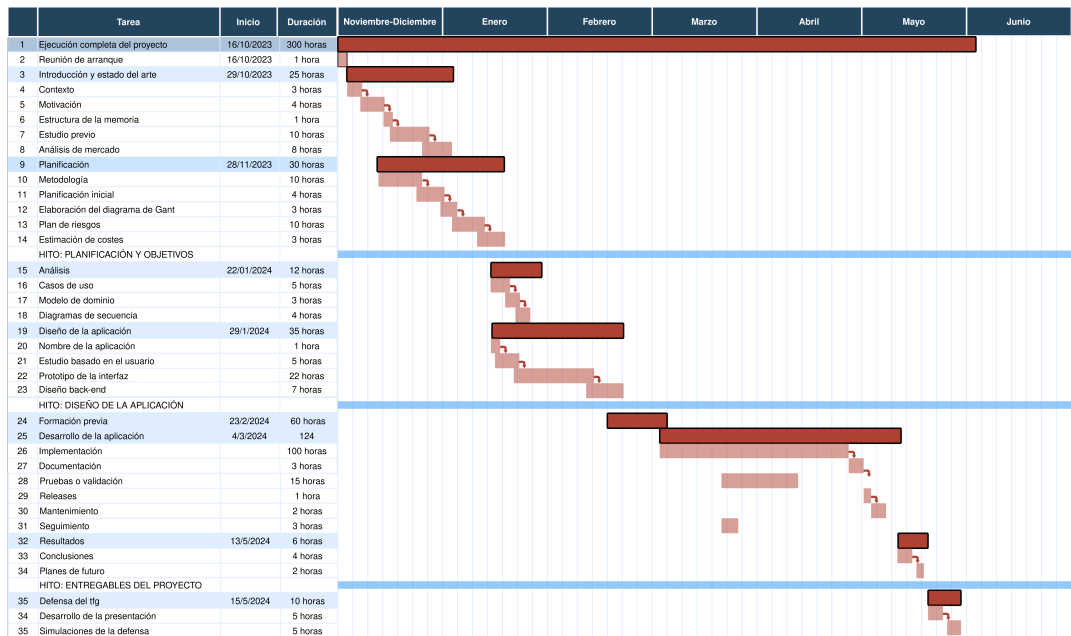 Tarea Inicio Duración Noviembre-Diciembre Enero Febrero Marzo Abril Mayo Junio
1 Ejecución completa del proyecto 16/10/2023 300 horas
2 Reunión de arranque 16/10/2023 1 hora
3 Introducción y estado del arte 29/10/2023 25 horas
4 Contexto 3 horas
5 Motivación 4 horas
6 Estructura de la memoria 1 hora
7 Estudio previo 10 horas
8 Análisis de mercado 8 horas
9 Planificación 28/11/2023 30 horas
10 Metodología 10 horas
11 Planificación inicial 4 horas
12 Elaboración del diagrama de Gant 3 horas
13 Plan de riesgos 10 horas
14 Estimación de costes 3 horas
HITO: PLANIFICACIÓN Y OBJETIVOS
15 Análisis 22/01/2024 12 horas
16 Casos de uso 5 horas
17 Modelo de dominio 3 horas
18 Diagramas de secuencia 4 horas
19 Diseño de la aplicación 29/1/2024 35 horas
20 Nombre de la aplicación 1 hora
21 Estudio basado en el usuario 5 horas
22 Prototipo de la interfaz 22 horas
23 Diseño back-end 7 horas
HITO: DISEÑO DE LA APLICACIÓN
24 Formación previa 23/2/2024 60 horas
25 Desarrollo de la aplicación 4/3/2024 124
26 Implementación 100 horas
27 Documentación 3 horas
28 Pruebas o validación 15 horas
29 Releases 1 hora
30 Mantenimiento 2 horas
31 Seguimiento 3 horas
32 Resultados 13/5/2024 6 horas
33 Conclusiones 4 horas
34 Planes de futuro 2 horas
HITO: ENTREGABLES DEL PROYECTO
35 Defensa del tfg 15/5/2024 10 horas
34 Desarrollo de la presentación 5 horas
35 Simulaciones de la defensa 5 horas